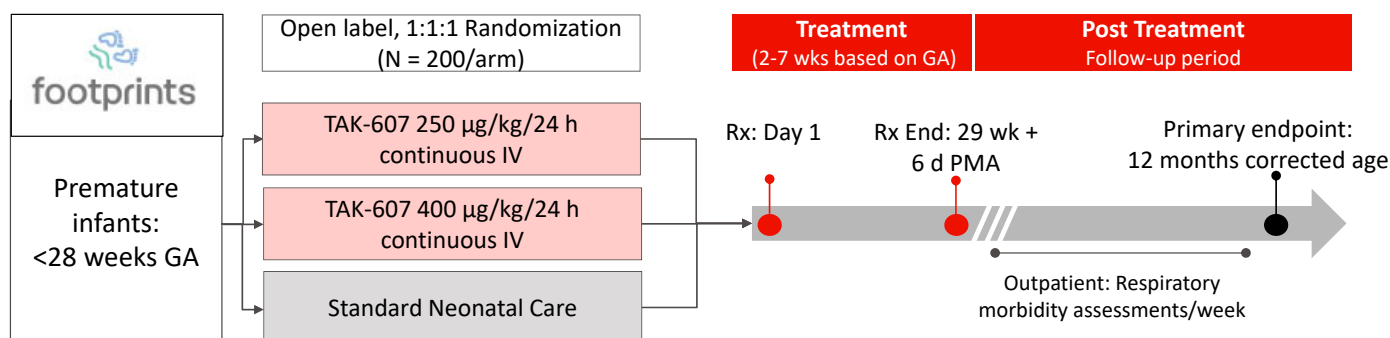 footprints
Premature
infants:
<28 weeks GA
Open label, 1:1:1 Randomization
(N = 200/arm)
TAK-607 250 µg/kg/24 h
continuous IV
TAK-607 400 µg/kg/24 h
continuous IV
Standard Neonatal Care
Treatment
(2-7 wks based on GA)
Post Treatment
Follow-up period
Rx: Day 1
Rx End: 29 wk +
6 d PMA
Primary endpoint:
12 months corrected age
Outpatient: Respiratory
morbidity assessments/week